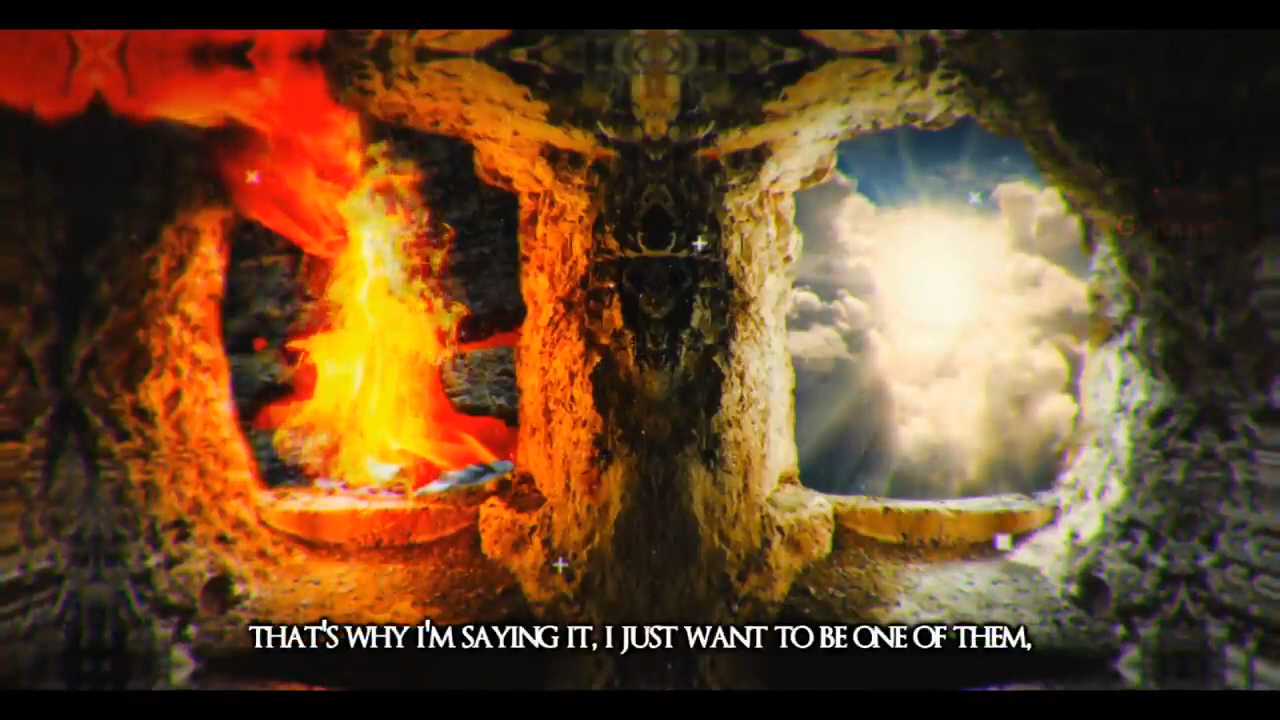 THAT'S WHY I'M SAYING IT, I JUST WANT TO BE ONE OF THEM,